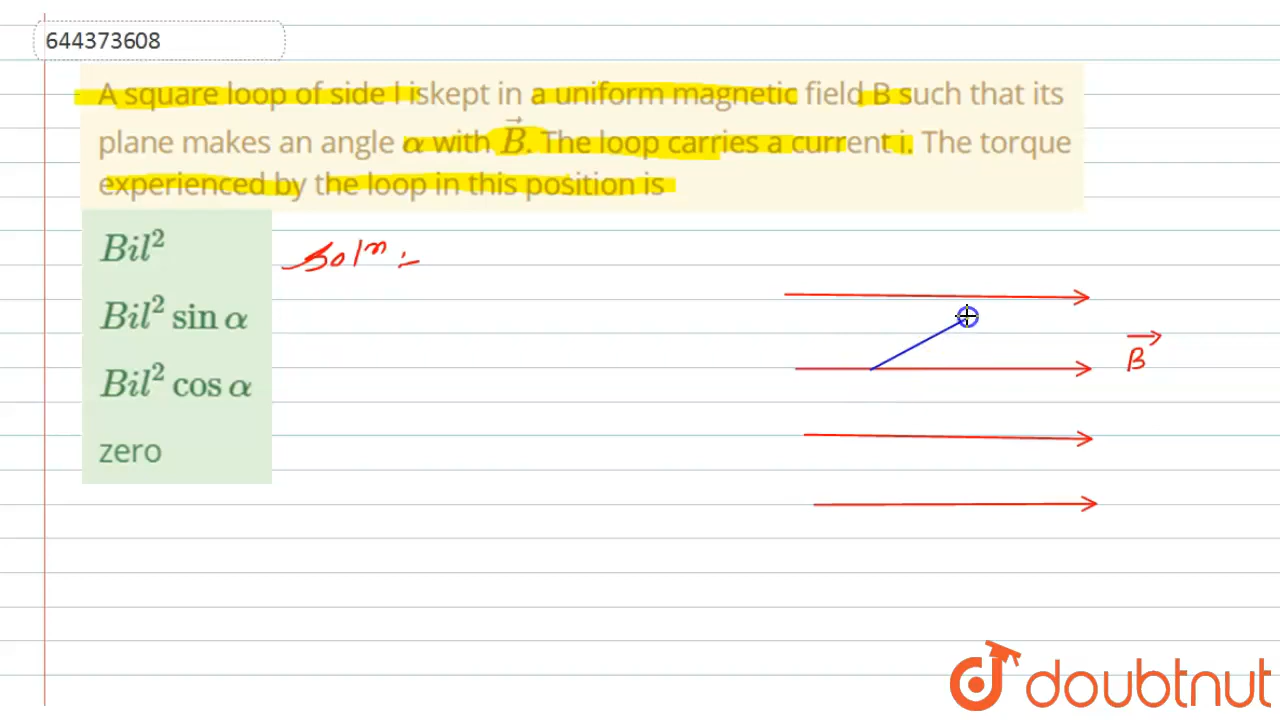 644373608
A square loop of side l iskept in a uniform magnetic field B such that its
plane makes an angle α with $\vec{B}$. The loop carries a current i. The torque
experienced by the loop in this position is
Bil²
Bil² sin α
Bil² cos α
zero
Solⁿ :-
$\vec{B}$
doubtnut